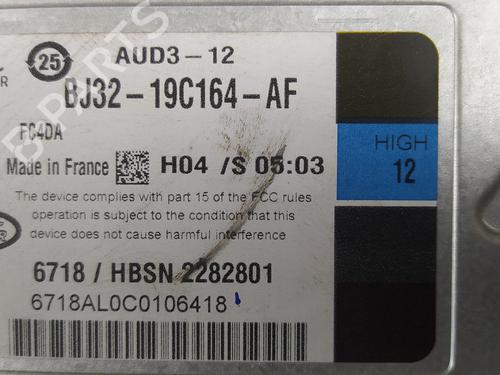 25
AUD3-12
R
BJ32-19C164-AF
FC4DA
Made in France
H04 /S 05:03
HIGH
12
The device complies with part 15 of the FCC rules
operation is subject to the condition that this
device does not cause harmful interference
6718 / HBSN 2282801
6718AL0C0106418